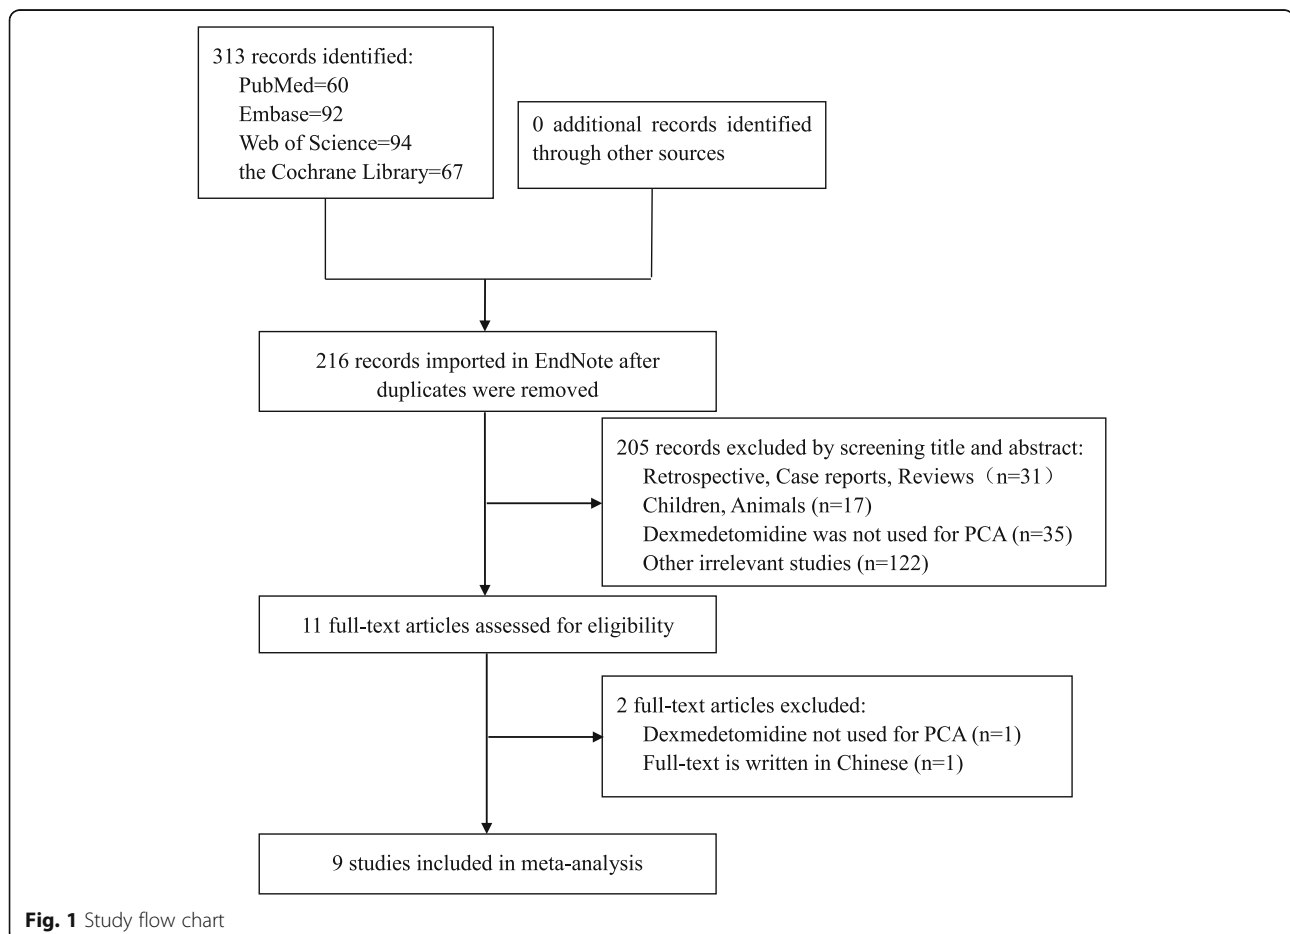 313 records identified:
PubMed=60
Embase=92
Web of Science=94
the Cochrane Library=67
0 additional records identified
through other sources
216 records imported in EndNote after
duplicates were removed
205 records excluded by screening title and abstract:
Retrospective, Case reports, Reviews（n=31）
Children, Animals (n=17)
Dexmedetomidine was not used for PCA (n=35)
Other irrelevant studies (n=122)
11 full-text articles assessed for eligibility
2 full-text articles excluded:
Dexmedetomidine not used for PCA (n=1)
Full-text is written in Chinese (n=1)
9 studies included in meta-analysis
Fig. 1 Study flow chart